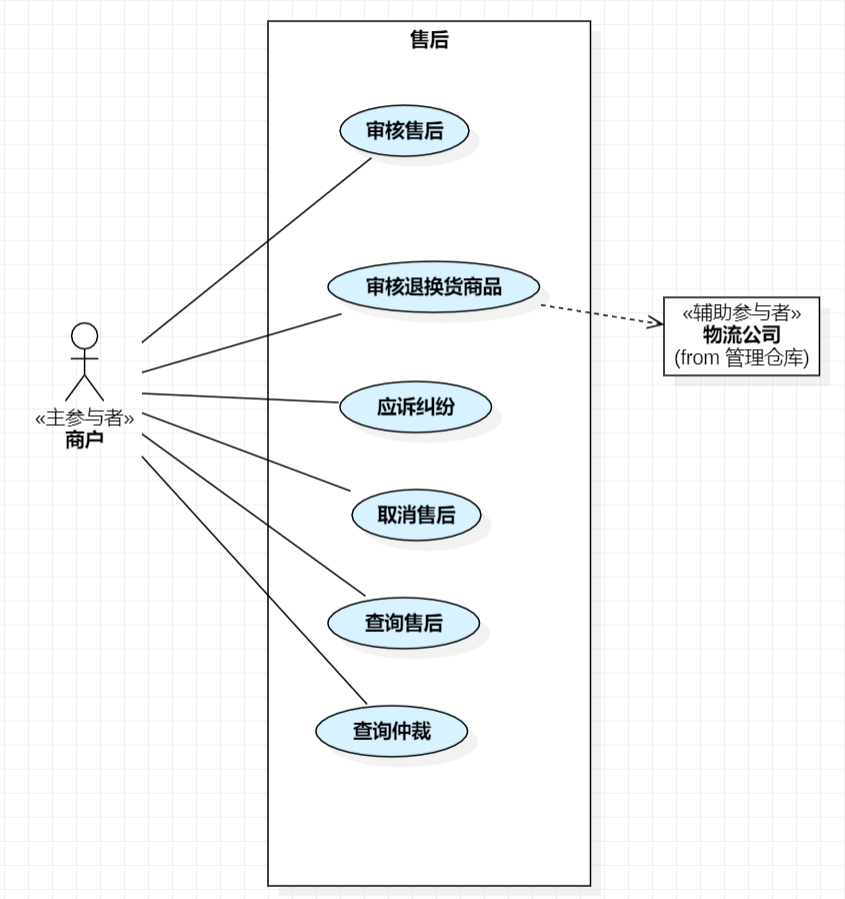 售后
审核售后
审核退换货商品
«辅助参与者»
物流公司
(from 管理仓库)
«主参与者»
商户
应诉纠纷
取消售后
查询售后
查询仲裁